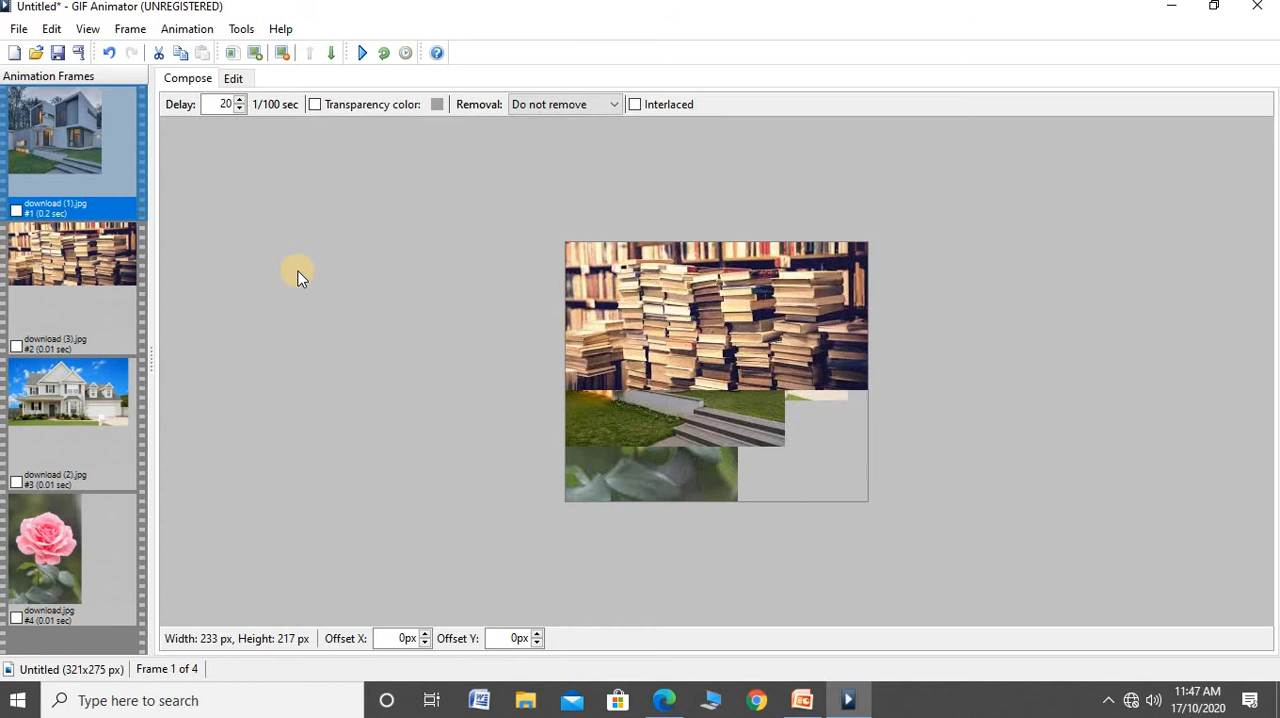 Untitled* - GIF Animator (UNREGISTERED)
File Edit View Frame Animation Tools Help
Animation Frames
Compose Edit
Delay: 20 1/100 sec Transparency color: Removal: Do not remove Interlaced
download (1).jpg
#1 (0.2 sec)
download (3).jpg
#2 (0.01 sec)
download (2).jpg
#3 (0.01 sec)
download.jpg
#4 (0.01 sec)
Width: 233 px, Height: 217 px Offset X: 0px Offset Y: 0px
Untitled (321x275 px) Frame 1 of 4
Type here to search
11:47 AM
17/10/2020